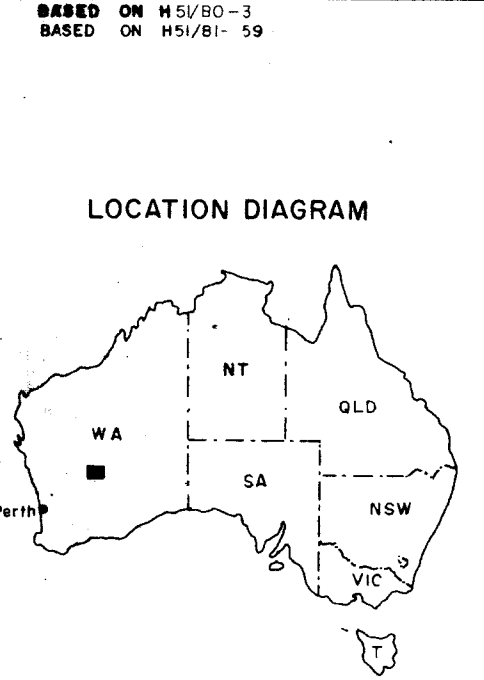 BASED ON H51/80-3
BASED ON H51/81-59
LOCATION DIAGRAM
NT
QLD
WA
SA
Perth
NSW
VIC
T